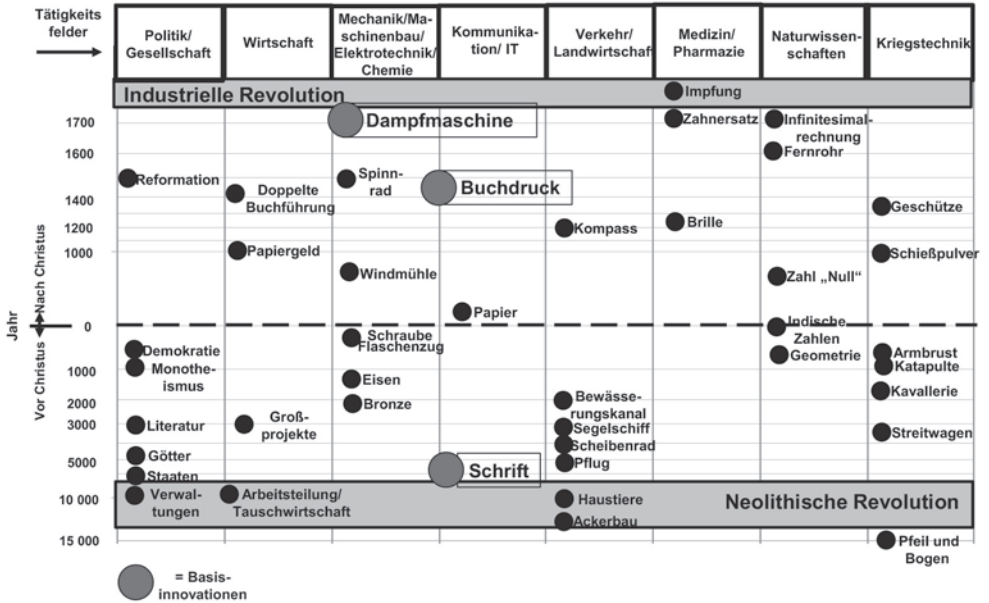 Tätigkeits
felder
Politik/
Gesellschaft
Wirtschaft
Mechanik/Ma-
schinenbau/
Elektrotechnik/
Chemie
Kommunika-
tion/ IT
Verkehr/
Landwirtschaft
Medizin/
Pharmazie
Naturwissen-
schaften
Kriegstechnik
Industrielle Revolution
Impfung
1700
Dampfmaschine
Zahnersatz
Infinitesimal-
rechnung
1600
Fernrohr
Reformation
Spinn-
rad
Doppelte
Buchführung
Buchdruck
1400
Geschütze
1200
Kompass
Brille
1000
Papiergeld
Schießpulver
Windmühle
Zahl „Null“
Papier
Jahr
Nach Christus
Vor Christus
0
Indische
Zahlen
Schraube
Flaschenzug
Demokratie
Geometrie
Armbrust
Monothe-
ismus
Katapulte
1000
Eisen
Kavallerie
2000
Bronze
Bewässe-
rungskanal
3000
Literatur
Groß-
projekte
Segelschiff
Streitwagen
Scheibenrad
Götter
5000
Pflug
Schrift
Staaten
10 000
Verwal-
tungen
Arbeitsteilung/
Tauschwirtschaft
Haustiere
Neolithische Revolution
Ackerbau
15 000
Pfeil und
Bogen
= Basis-
innovationen